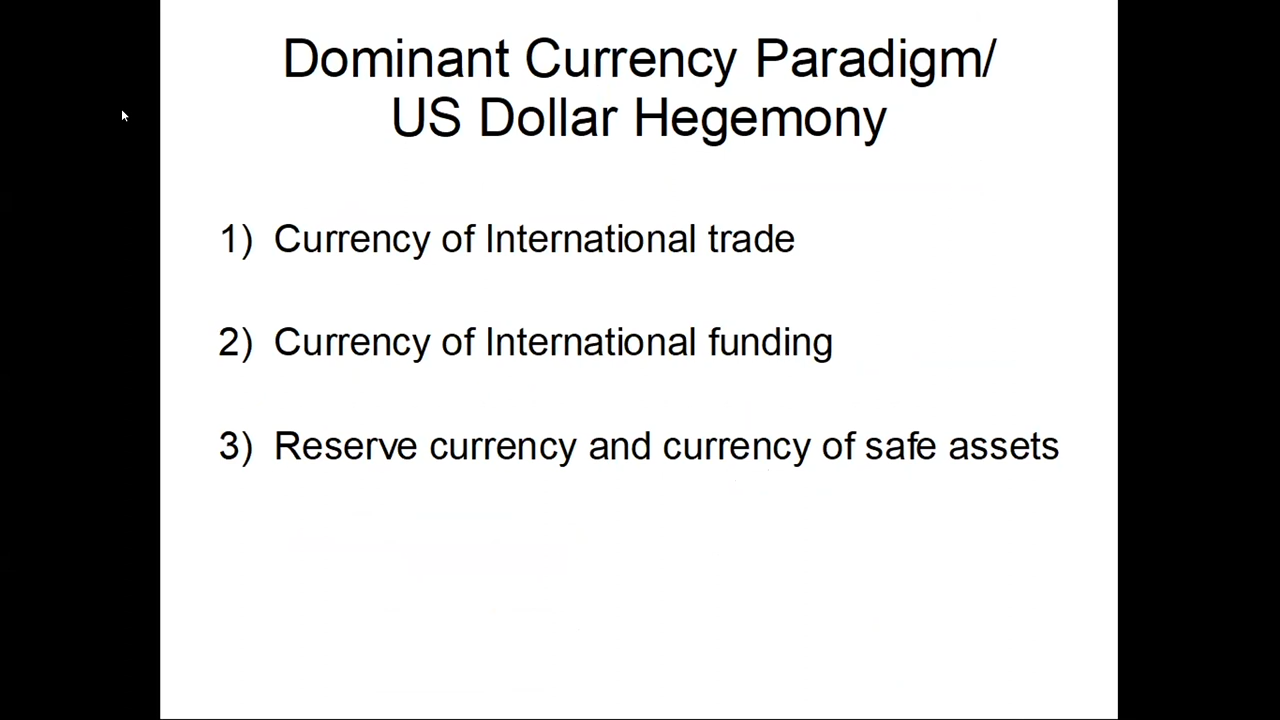 Dominant Currency Paradigm/
US Dollar Hegemony
1) Currency of International trade
2) Currency of International funding
3) Reserve currency and currency of safe assets